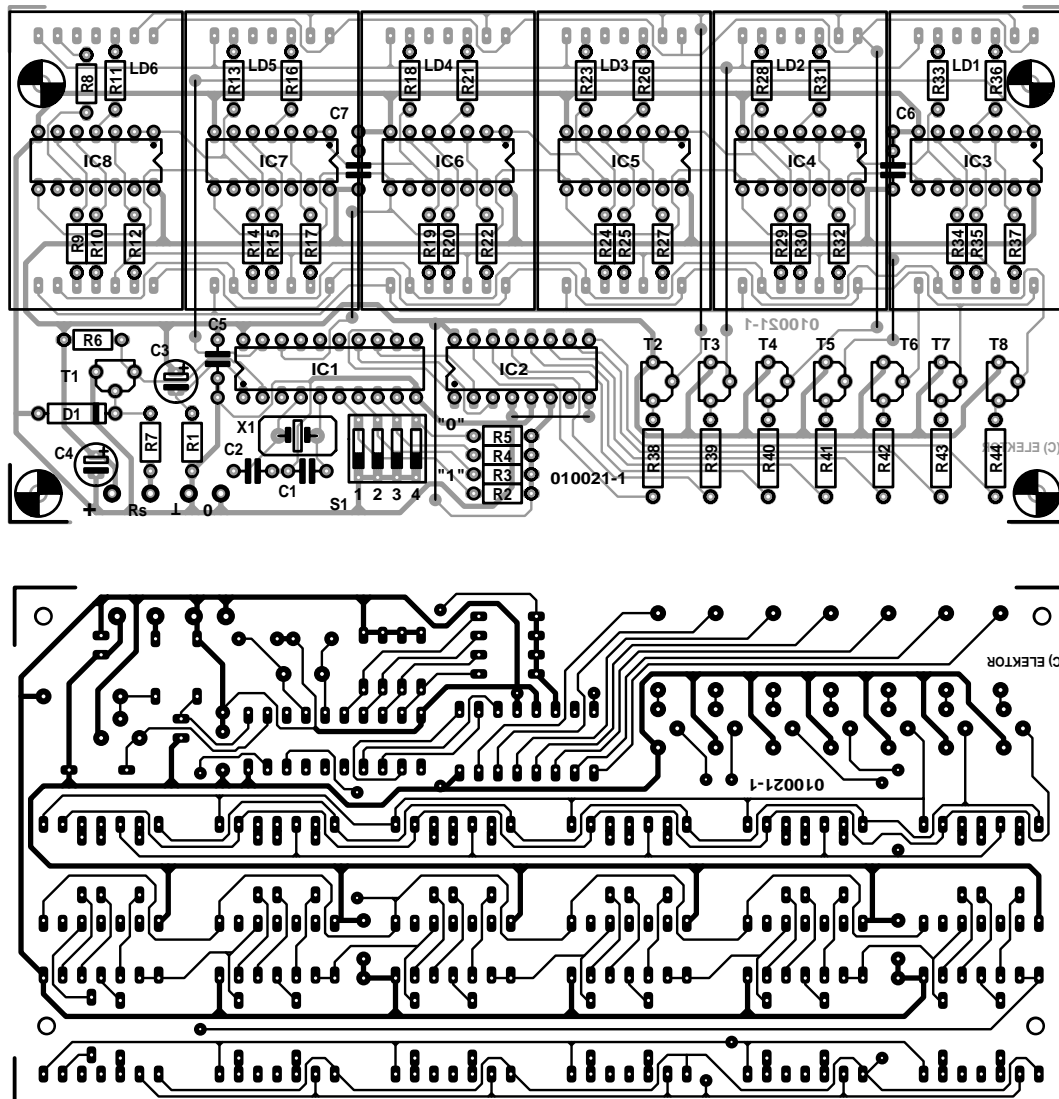 R8 R11 LD6 R13 LD5 R16 R18 LD4 R21 R23 LD3 R26 R28 LD2 R31 R33 LD1 R36
C7 C6
IC8 IC7 IC6 IC5 IC4 IC3
R9 R10 R12 R14 R15 R17 R19 R20 R22 R24 R25 R27 R29 R30 R32 R34 R35 R37
010021-1
R6 C3 + C5 T2 T3 T4 T5 T6 T7 T8
T1 IC1 IC2
D1
C4 + R7 R1 C2 X1 C1 "0" R5
R4
"1" R3
R2
010021-1 R38 R39 R40 R41 R42 R43 R44
(C) ELEKTOR
1 2 3 4
S1
+ Rs ⊥ 0
(C) ELEKTOR
010021-1